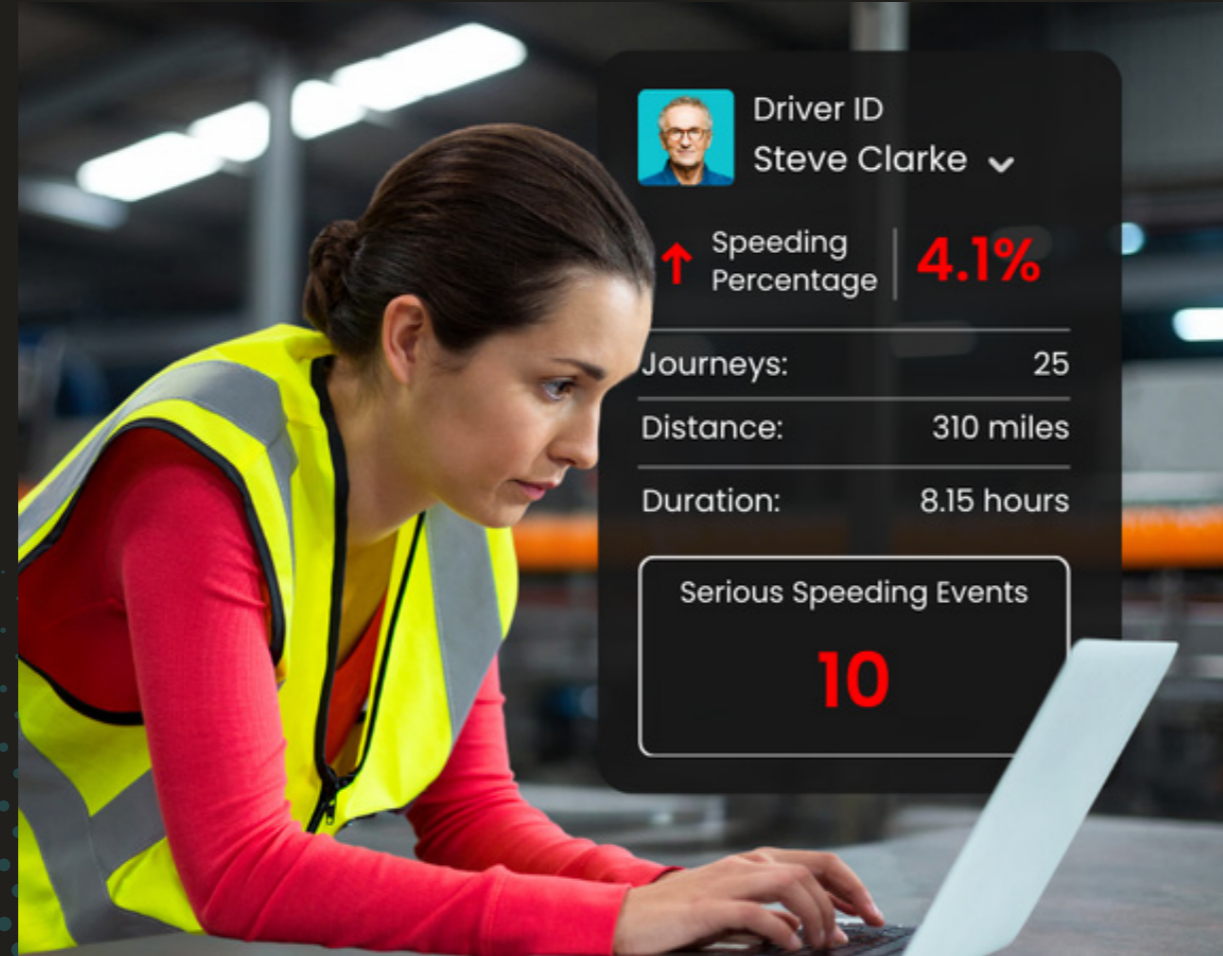 Driver ID
Steve Clarke
Speeding
Percentage
4.1%
Journeys: 25
Distance: 310 miles
Duration: 8.15 hours
Serious Speeding Events
10